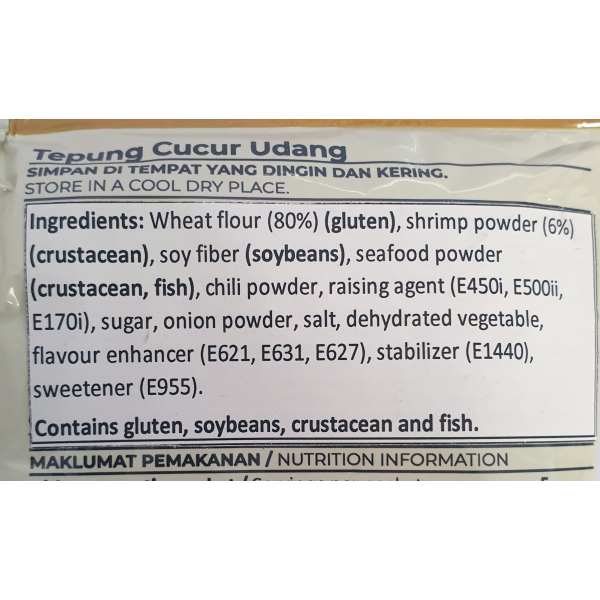 Tepung Cucur Udang
SIMPAN DI TEMPAT YANG DINGIN DAN KERING.
STORE IN A COOL DRY PLACE.
Ingredients: Wheat flour (80%) (gluten), shrimp powder (6%)
(crustacean), soy fiber (soybeans), seafood powder
(crustacean, fish), chili powder, raising agent (E450i, E500ii,
E170i), sugar, onion powder, salt, dehydrated vegetable,
flavour enhancer (E621, E631, E627), stabilizer (E1440),
sweetener (E955).
Contains gluten, soybeans, crustacean and fish.
MAKLUMAT PEMAKANAN / NUTRITION INFORMATION